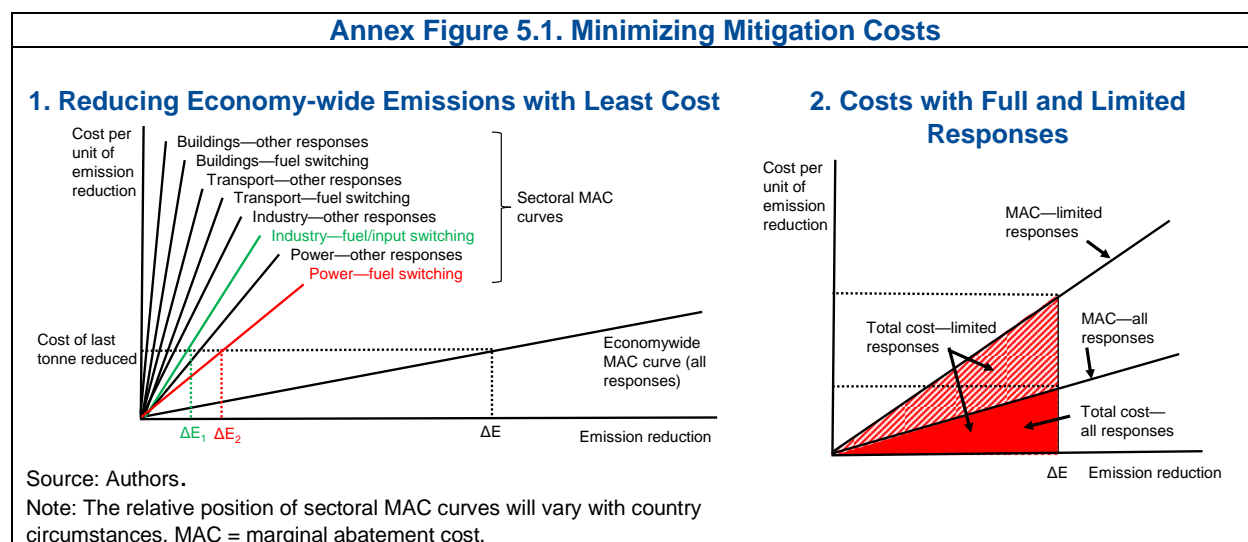 Annex Figure 5.1. Minimizing Mitigation Costs
1. Reducing Economy-wide Emissions with Least Cost
Cost per
unit of
emission
reduction
Buildings—other responses
Buildings—fuel switching
Transport—other responses
Transport—fuel switching
Industry—other responses
Industry—fuel/input switching
Power—other responses
Power—fuel switching
Sectoral MAC
curves
Cost of last
tonne reduced
Economywide
MAC curve (all
responses)
ΔE₁
ΔE₂
ΔE
Emission reduction
2. Costs with Full and Limited
Responses
Cost per
unit of
emission
reduction
MAC—limited
responses
Total cost—limited
responses
MAC—all
responses
Total cost—
all responses
ΔE
Emission reduction
Source: Authors.
Note: The relative position of sectoral MAC curves will vary with country
circumstances. MAC = marginal abatement cost.